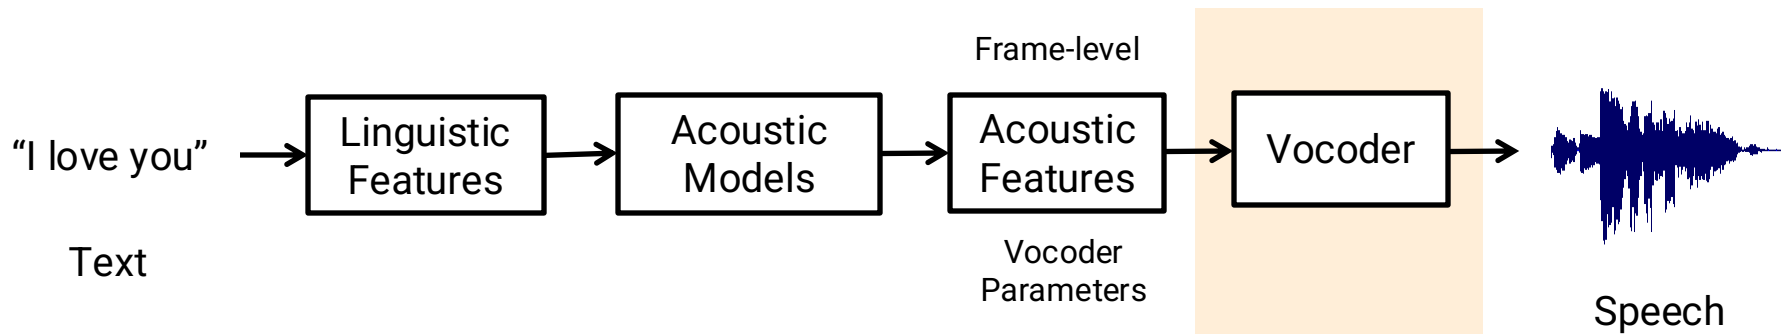 “I love you”
Text
Linguistic
Features
Acoustic
Models
Frame-level
Acoustic
Features
Vocoder
Parameters
Vocoder
Speech